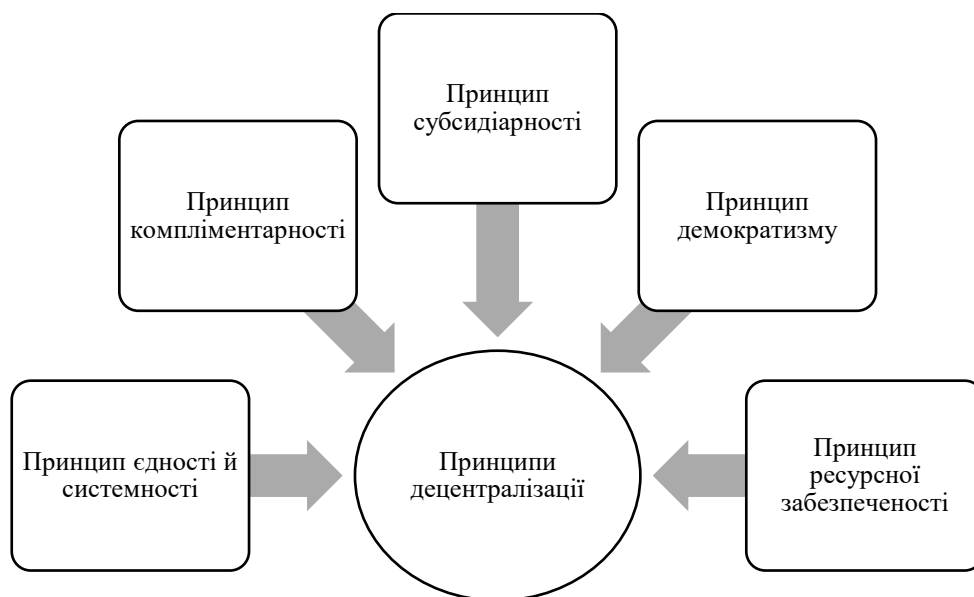 Принцип
субсидіарності
Принцип
компліментарності
Принцип
демократизму
Принцип єдності й
системності
Принципи
децентралізації
Принцип
ресурсної
забезпеченості